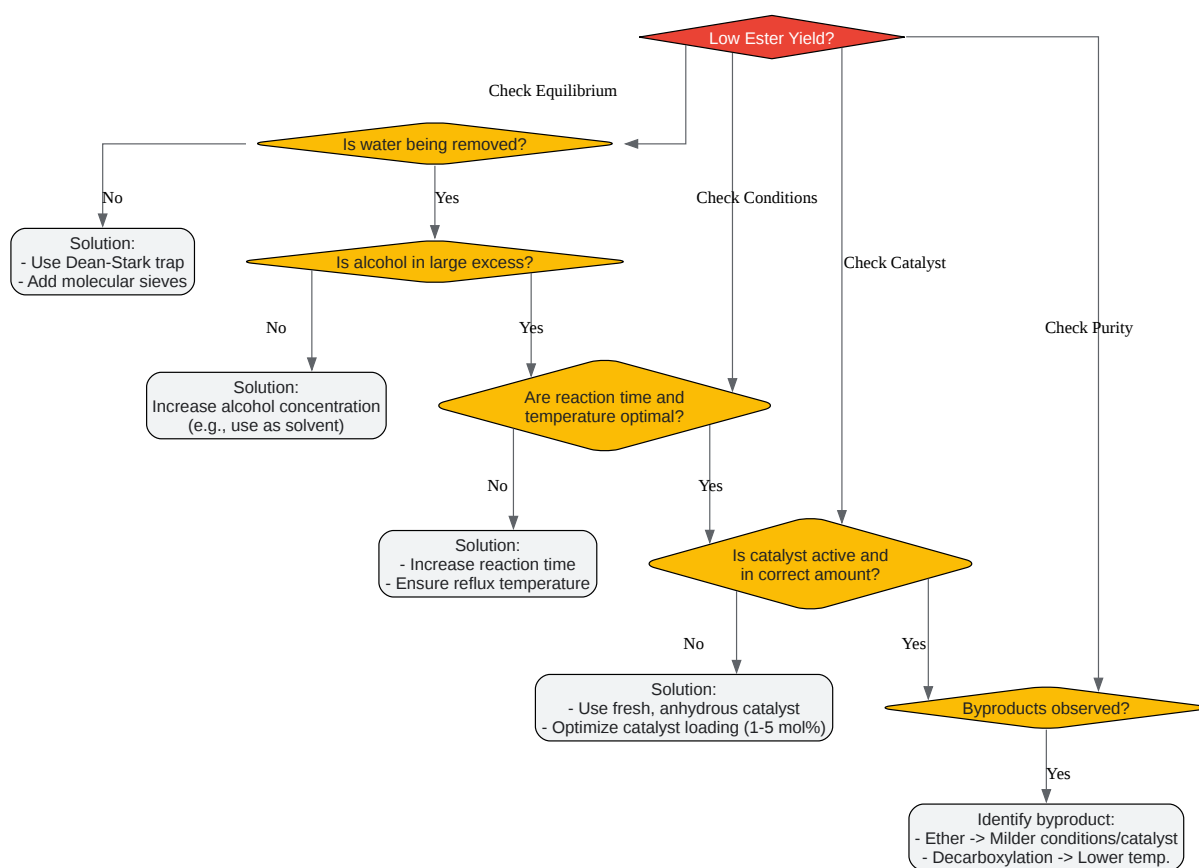 Low Ester Yield?
Check Equilibrium
Is water being removed?
No
Yes
Check Conditions
Solution:
- Use Dean-Stark trap
- Add molecular sieves
Is alcohol in large excess?
Check Catalyst
No
Yes
Check Purity
Solution:
Increase alcohol concentration
(e.g., use as solvent)
Are reaction time and
temperature optimal?
No
Yes
Solution:
- Increase reaction time
- Ensure reflux temperature
Is catalyst active and
in correct amount?
No
Yes
Solution:
- Use fresh, anhydrous catalyst
- Optimize catalyst loading (1-5 mol%)
Byproducts observed?
Yes
Identify byproduct:
- Ether -> Milder conditions/catalyst
- Decarboxylation -> Lower temp.